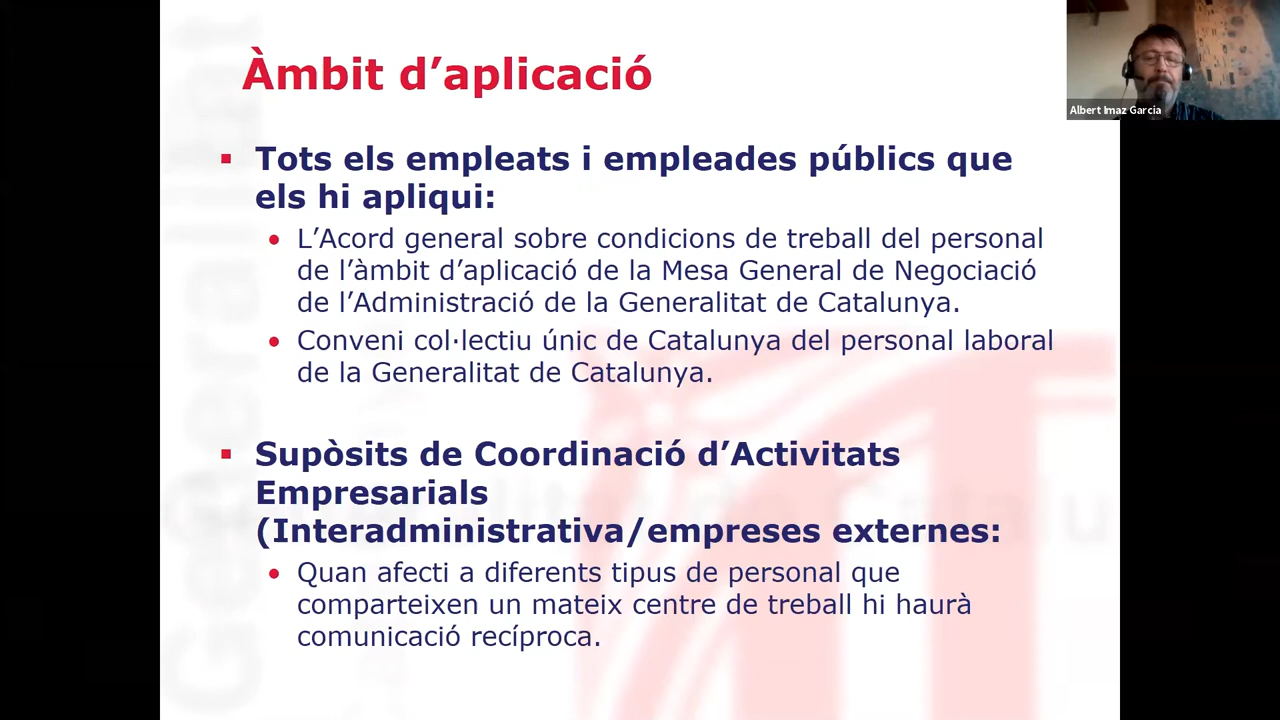 Àmbit d’aplicació
Albert Imaz Garcia
Tots els empleats i empleades públics que
els hi apliqui:
L’Acord general sobre condicions de treball del personal
de l’àmbit d’aplicació de la Mesa General de Negociació
de l’Administració de la Generalitat de Catalunya.
Conveni col·lectiu únic de Catalunya del personal laboral
de la Generalitat de Catalunya.
Supòsits de Coordinació d’Activitats
Empresarials
(Interadministrativa/empreses externes:
Quan afecti a diferents tipus de personal que
comparteixen un mateix centre de treball hi haurà
comunicació recíproca.